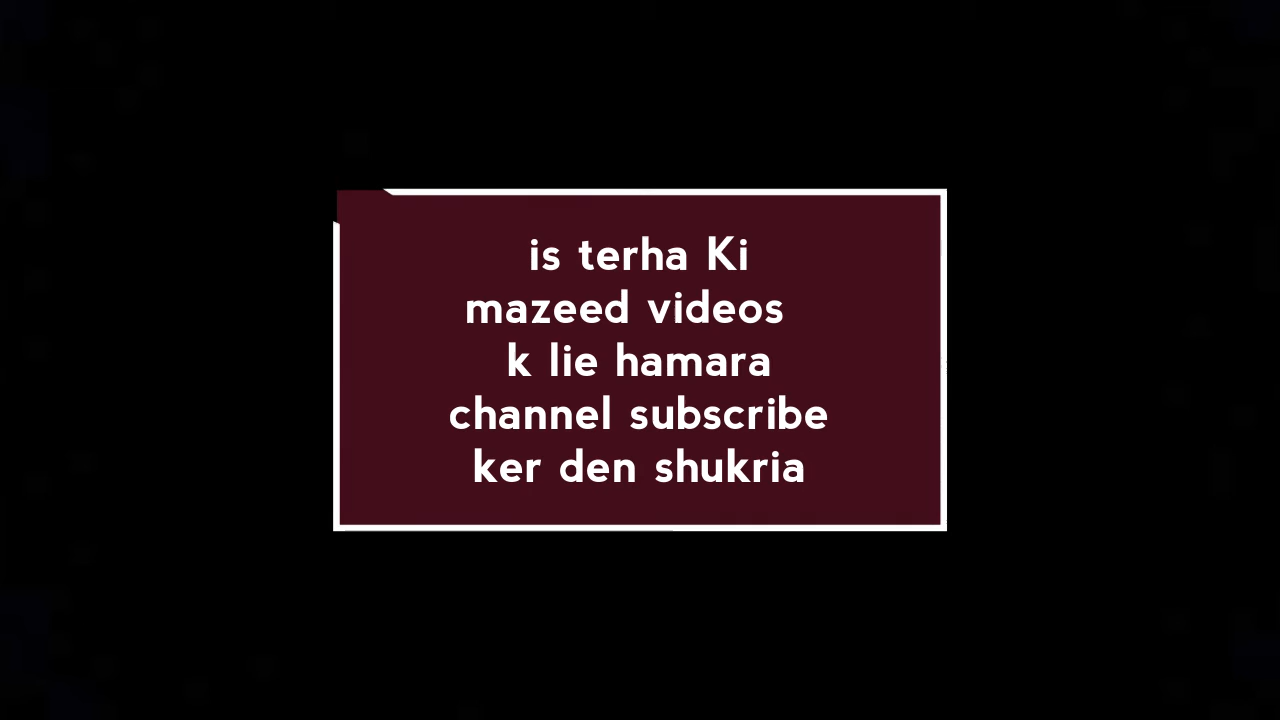 is terha Ki
mazeed videos
k lie hamara
channel subscribe
ker den shukria